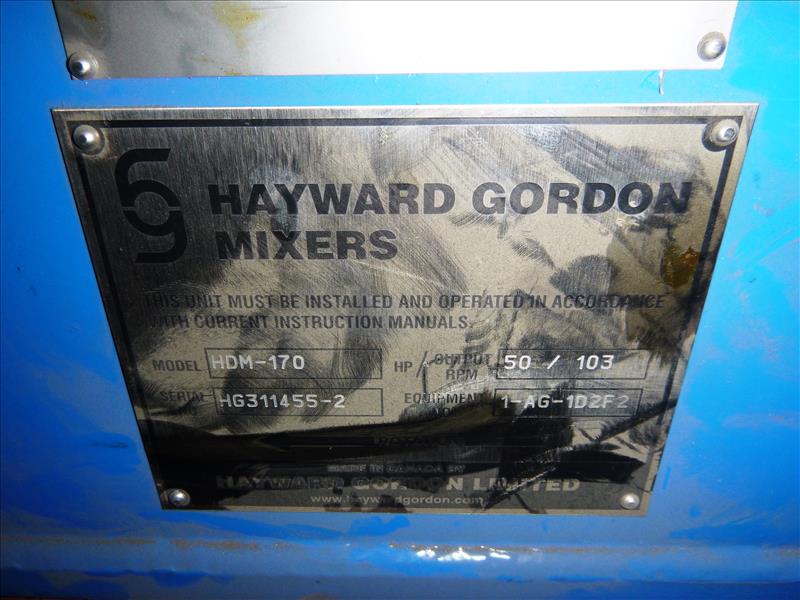 HAYWARD GORDON
MIXERS
THIS UNIT MUST BE INSTALLED AND OPERATED IN ACCORDANCE
WITH CURRENT INSTRUCTION MANUALS.
MODEL HDM-170 HP / OUTPUT RPM 50 / 103
SERIAL HG311455-2 EQUIPMENT 1-AG-1D2F2
MADE IN CANADA BY
HAYWARD GORDON LIMITED
www.haywardgordon.com